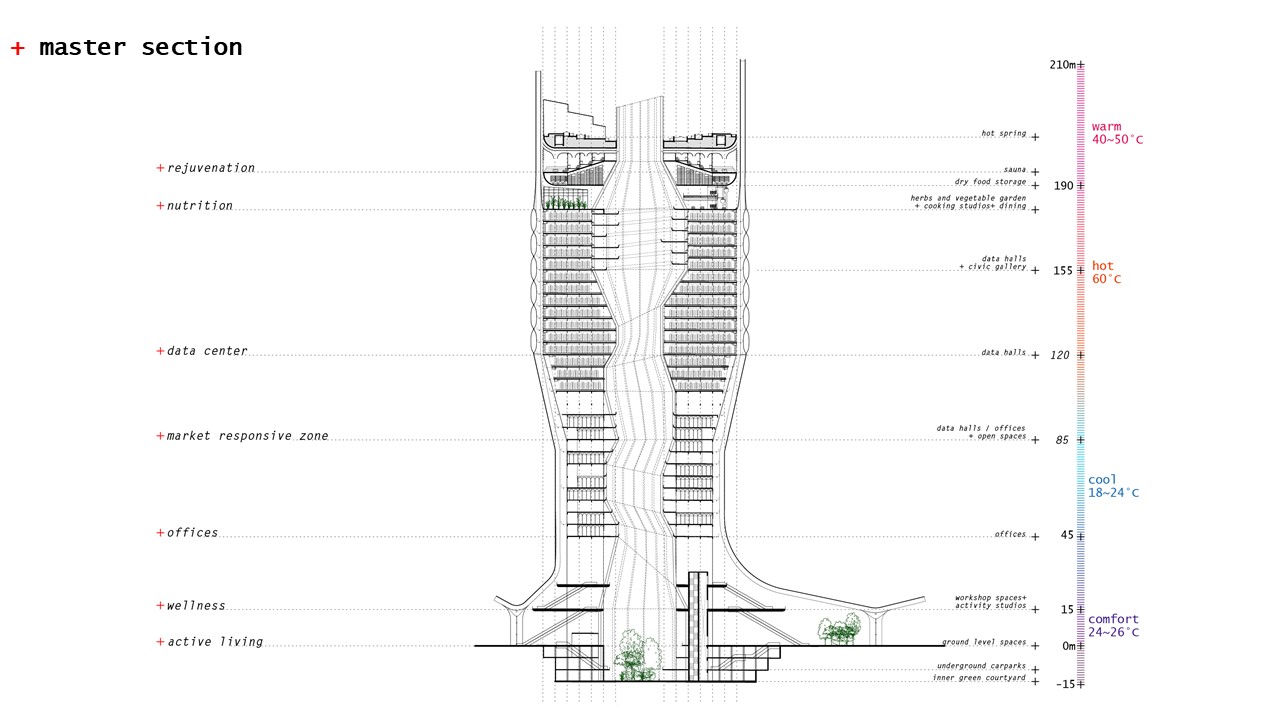 + master section
+ rejuvenation
+ nutrition
+ data center
+ market responsive zone
+ offices
+ wellness
+ active living
hot spring
sauna
dry food storage
herbs and vegetable garden
+ cooking studios+ dining
data halls
+ civic gallery
data halls
data halls / offices
+ open spaces
offices
workshop spaces+
activity studios
ground level spaces
underground carparks
inner green courtyard
210m
190
155
120
85
45
15
0m
-15
warm
40~50°C
hot
60°C
cool
18~24°C
comfort
24~26°C